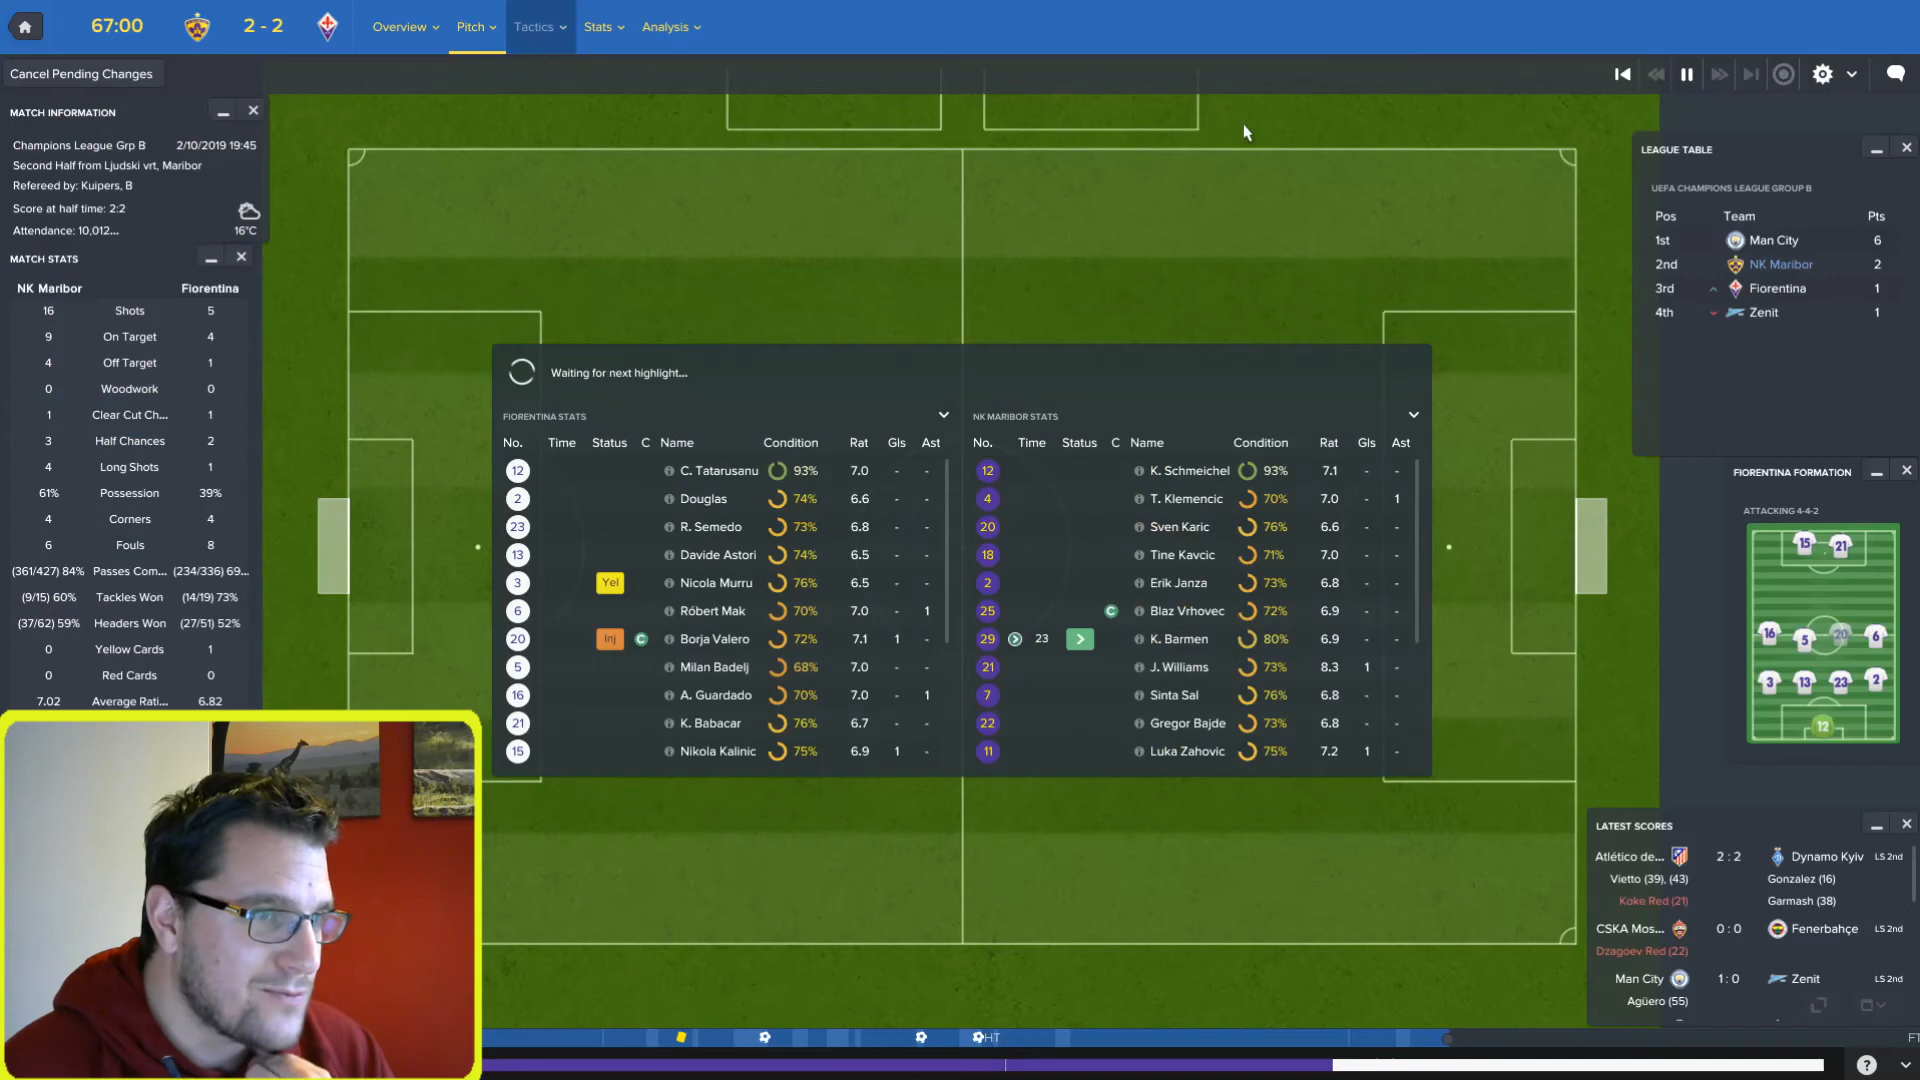 67:00 2 - 2 Overview Pitch Tactics Stats Analysis
Cancel Pending Changes
MATCH INFORMATION
Champions League Grp B 2/10/2019 19:45
Second Half from Ljudski vrt, Maribor
Refereed by: Kuipers, B
Score at half time: 2:2
Attendance: 10,012... 16°C
MATCH STATS
NK Maribor Fiorentina
16 Shots 5
9 On Target 4
4 Off Target 1
0 Woodwork 0
1 Clear Cut Ch... 1
3 Half Chances 2
4 Long Shots 1
61% Possession 39%
4 Corners 4
6 Fouls 8
(361/427) 84% Passes Com... (234/336) 69...
(9/15) 60% Tackles Won (14/19) 73%
(37/62) 59% Headers Won (27/51) 52%
0 Yellow Cards 1
0 Red Cards 0
7.02 Average Rati... 6.82
Waiting for next highlight...
FIORENTINA STATS
No. Time Status C Name Condition Rat Gls Ast
12 C. Tatarusanu 93% 7.0 - -
2 Douglas 74% 6.6 - -
23 R. Semedo 73% 6.8 - -
13 Davide Astori 74% 6.5 - -
3 Yel Nicola Murru 76% 6.5 - -
6 Róbert Mak 70% 7.0 - 1
20 Inj C Borja Valero 72% 7.1 1 -
5 Milan Badelj 68% 7.0 - -
16 A. Guardado 70% 7.0 - 1
21 K. Babacar 76% 6.7 - -
15 Nikola Kalinic 75% 6.9 1 -
NK MARIBOR STATS
No. Time Status C Name Condition Rat Gls Ast
12 K. Schmeichel 93% 7.1 - -
4 T. Klemencic 70% 7.0 - 1
20 Sven Karic 76% 6.6 - -
18 Tine Kavcic 71% 7.0 - -
2 Erik Janza 73% 6.8 - -
25 C Blaz Vrhovec 72% 6.9 - -
29 23 K. Barmen 80% 6.9 - -
21 J. Williams 73% 8.3 1 -
7 Sinta Sal 76% 6.8 - -
22 Gregor Bajde 73% 6.8 - -
11 Luka Zahovic 75% 7.2 1 -
LEAGUE TABLE
UEFA CHAMPIONS LEAGUE GROUP B
Pos Team Pts
1st Man City 6
2nd NK Maribor 2
3rd Fiorentina 1
4th Zenit 1
FIORENTINA FORMATION
ATTACKING 4-4-2
15 21
16 5 20 6
3 13 23 2
12
LATEST SCORES
Atlético de... 2 : 2 Dynamo Kyiv LS 2nd
Vietto (39), (43) Gonzalez (16)
Koke Red (21) Garmash (38)
CSKA Mos... 0 : 0 Fenerbahçe LS 2nd
Dzagoev Red (22)
Man City 1 : 0 Zenit LS 2nd
Agüero (55)
HT FT
?